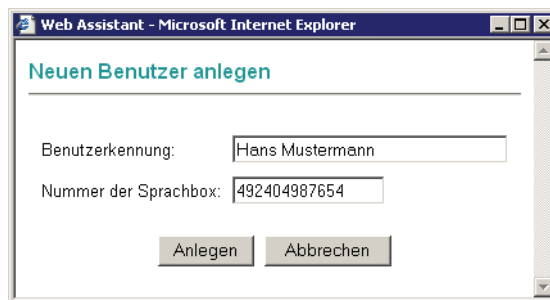 Web Assistant - Microsoft Internet Explorer
Neuen Benutzer anlegen
Benutzerkennung: Hans Mustermann
Nummer der Sprachbox: 492404987654
Anlegen Abbrechen